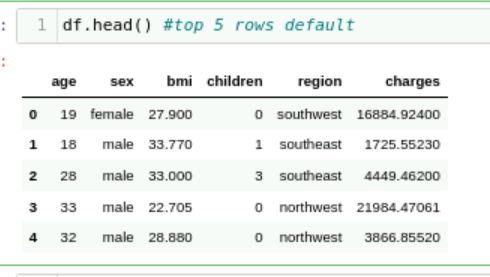 : 1 df.head() #top 5 rows default
:
age sex bmi children region charges
0 19 female 27.900 0 southwest 16884.92400
1 18 male 33.770 1 southeast 1725.55230
2 28 male 33.000 3 southeast 4449.46200
3 33 male 22.705 0 northwest 21984.47061
4 32 male 28.880 0 northwest 3866.85520